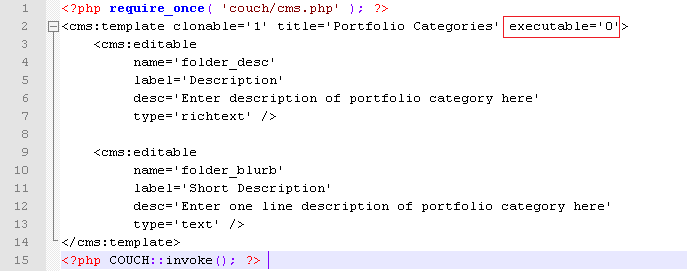 1 <?php require_once( 'couch/cms.php' ); ?>
2 <cms:template clonable='1' title='Portfolio Categories' executable='0'>
3 <cms:editable
4 name='folder_desc'
5 label='Description'
6 desc='Enter description of portfolio category here'
7 type='richtext' />
8
9 <cms:editable
10 name='folder_blurb'
11 label='Short Description'
12 desc='Enter one line description of portfolio category here'
13 type='text' />
14 </cms:template>
15 <?php COUCH::invoke(); ?>